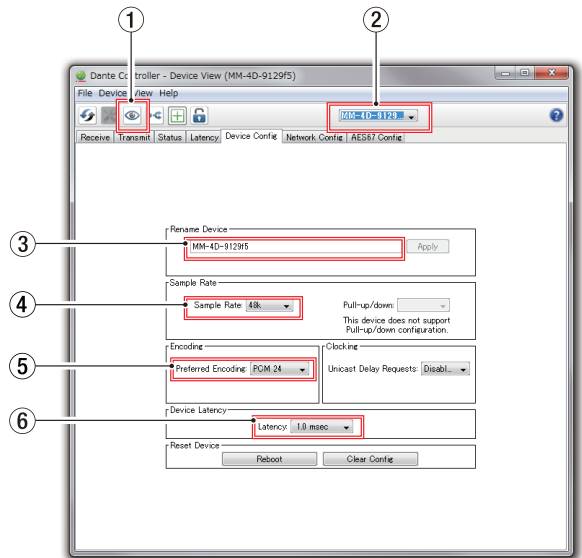 1 2
Dante Controller - Device View (MM-4D-9129f5)
File Device View Help
MM-4D-9129...
?
Receive Transmit Status Latency Device Config Network Config AES67 Config
Rename Device
3 MM-4D-9129f5 Apply
Sample Rate
4 Sample Rate: 48k Pull-up/down:
This device does not support
Pull-up/down configuration.
Encoding Clocking
5 Preferred Encoding: PCM 24 Unicast Delay Requests: Disabl...
Device Latency
6 Latency: 1.0 msec
Reset Device
Reboot Clear Config